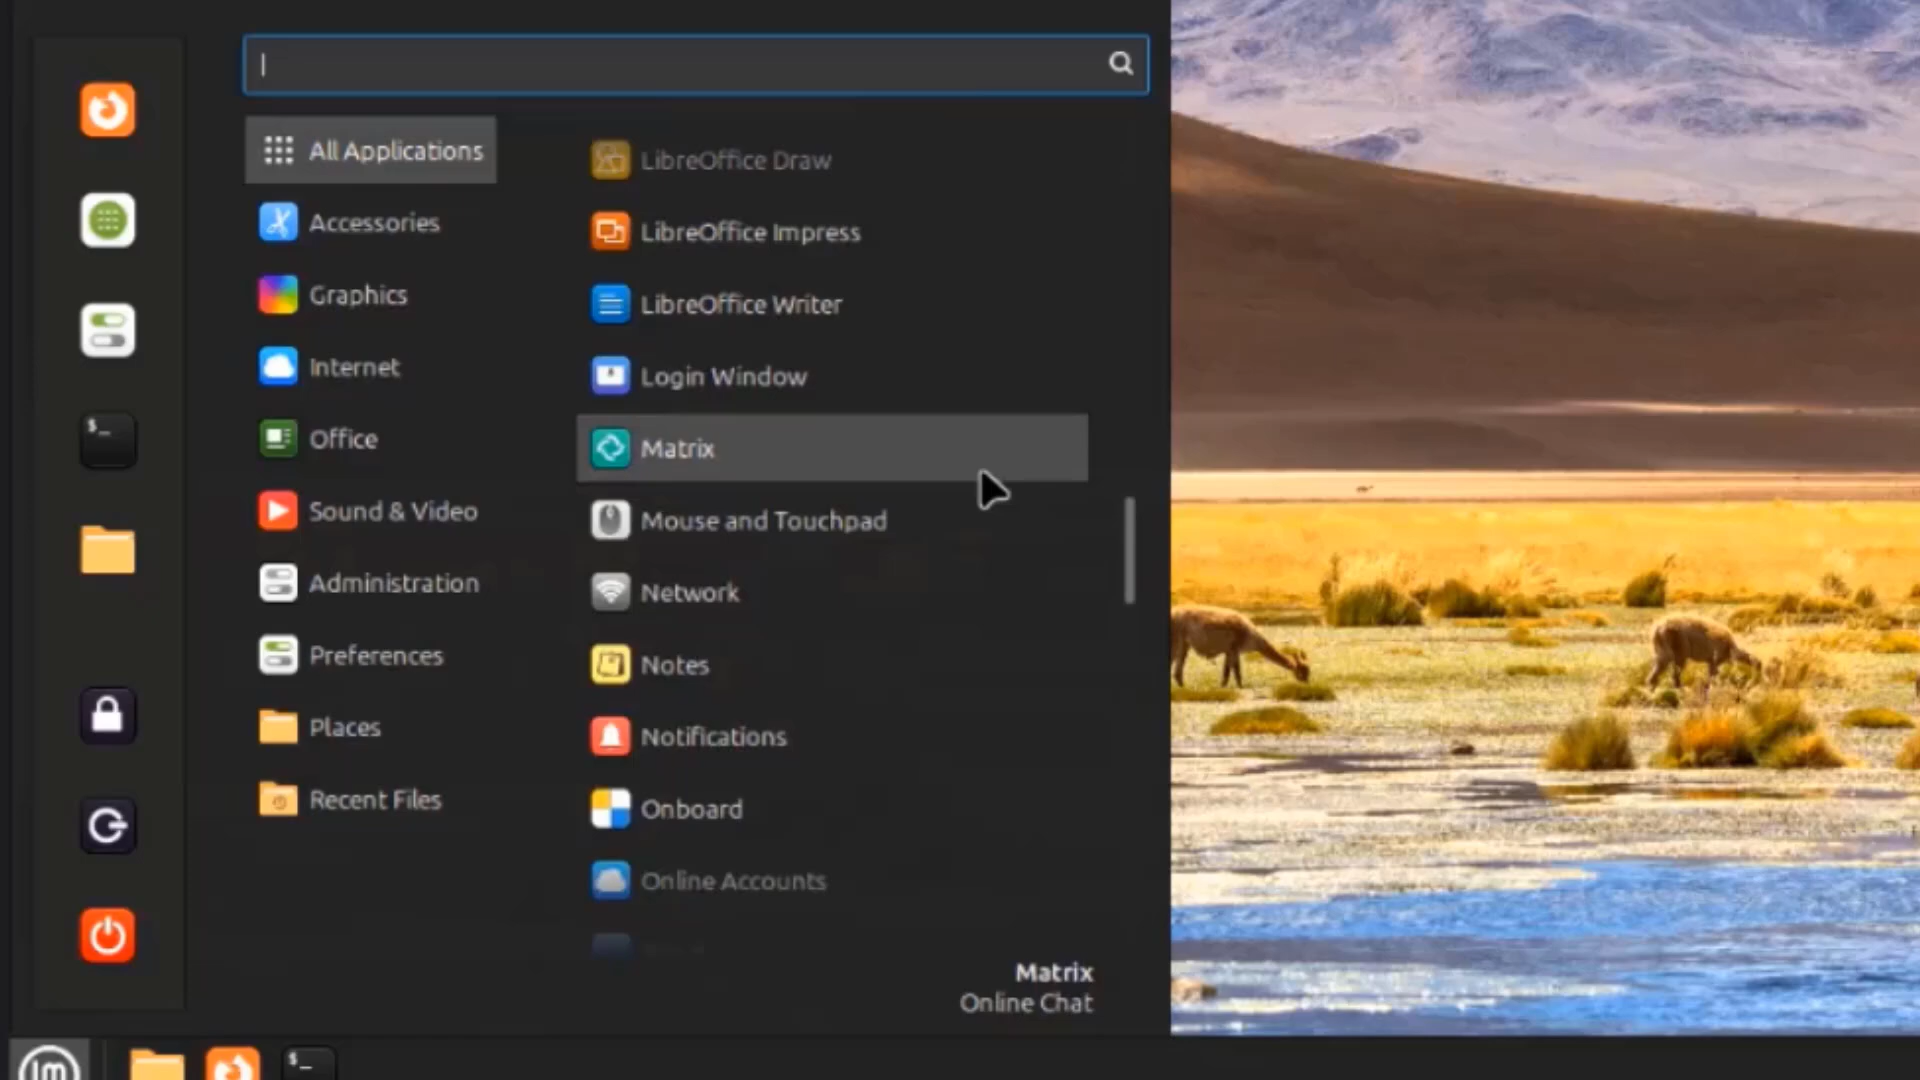 All Applications
Accessories
Graphics
Internet
Office
Sound & Video
Administration
Preferences
Places
Recent Files
LibreOffice Draw
LibreOffice Impress
LibreOffice Writer
Login Window
Matrix
Mouse and Touchpad
Network
Notes
Notifications
Onboard
Online Accounts
Matrix
Online Chat
$_
$_
lm